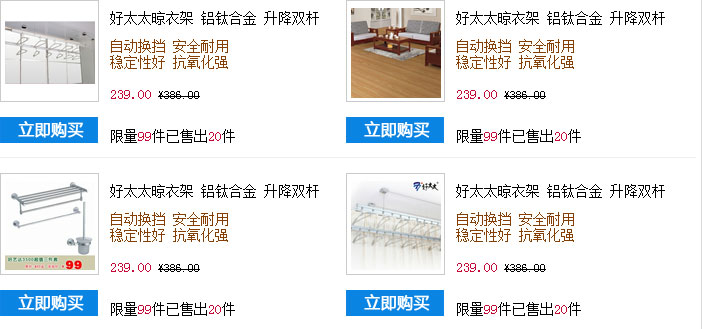 好太太晾衣架 铝钛合金 升降双杆
自动换挡 安全耐用
稳定性好 抗氧化强
239.00 ¥386.00
立即购买
限量99件已售出20件
好太太晾衣架 铝钛合金 升降双杆
自动换挡 安全耐用
稳定性好 抗氧化强
239.00 ¥386.00
立即购买
限量99件已售出20件
好太太晾衣架 铝钛合金 升降双杆
自动换挡 安全耐用
稳定性好 抗氧化强
99
239.00 ¥386.00
立即购买
限量99件已售出20件
好太太
好太太晾衣架 铝钛合金 升降双杆
自动换挡 安全耐用
稳定性好 抗氧化强
239.00 ¥386.00
立即购买
限量99件已售出20件